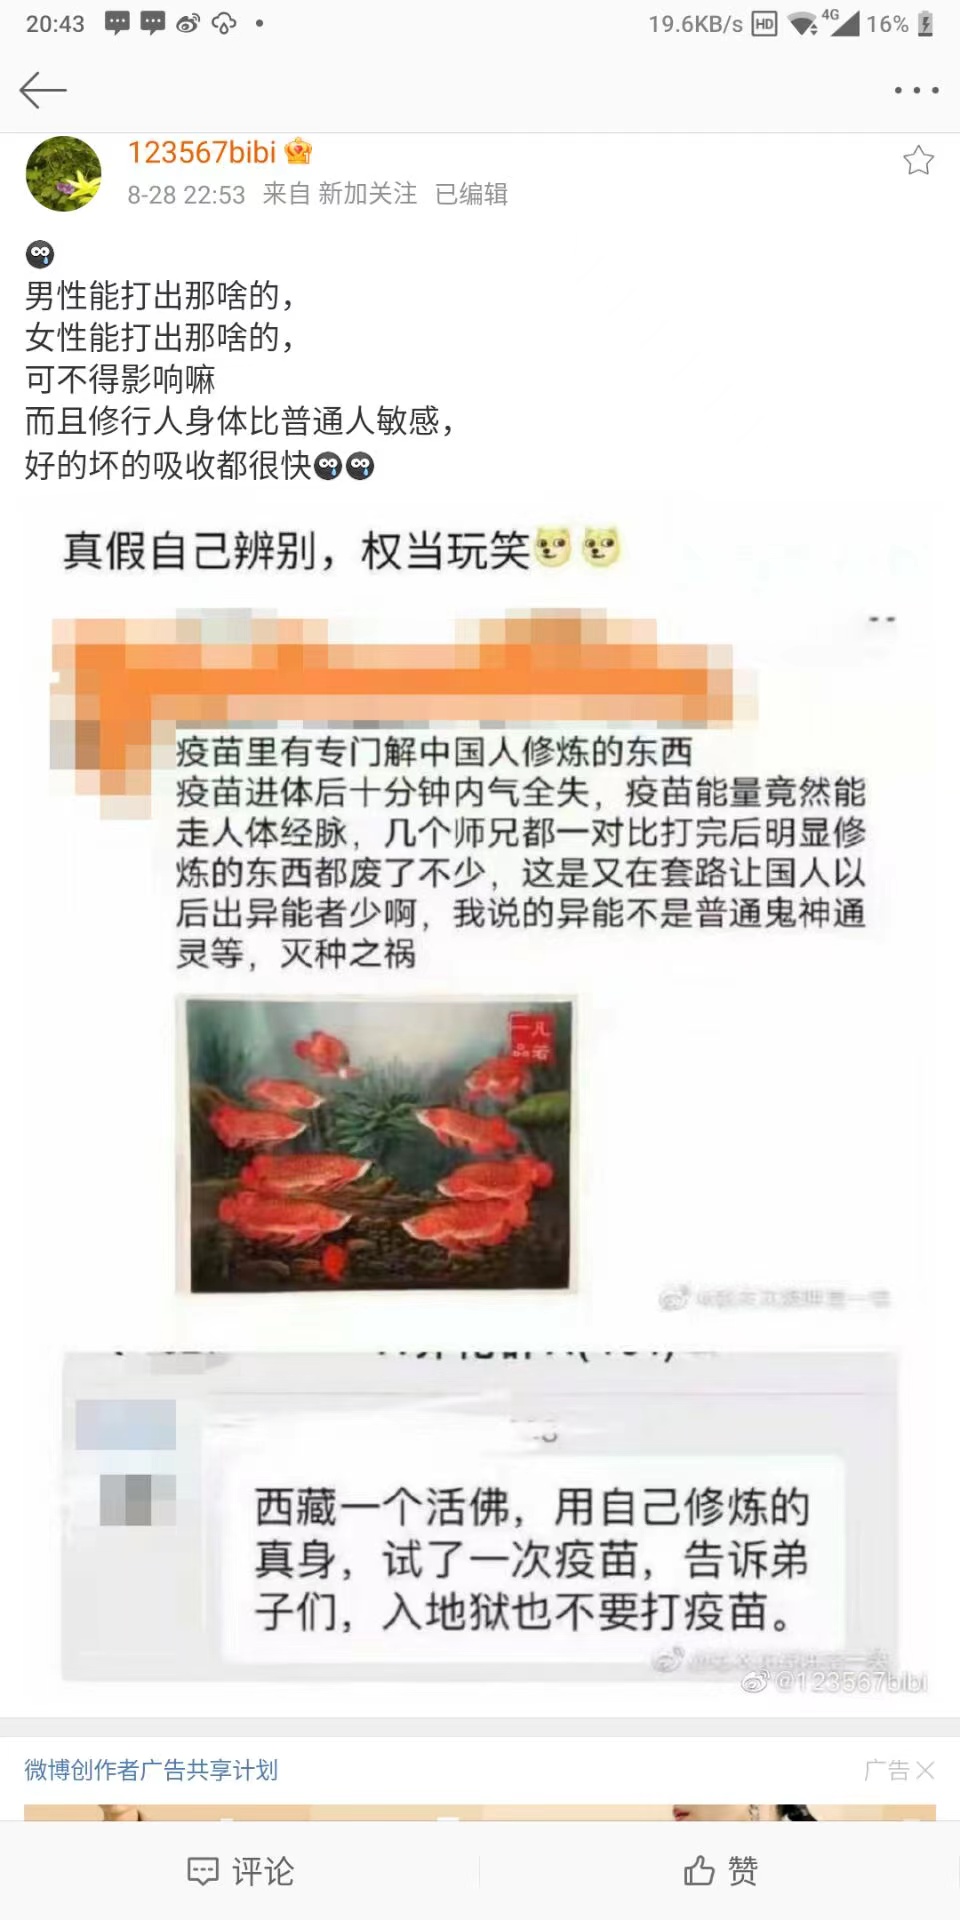 20:43
19.6KB/s HD 4G 16%
123567bibi
8-28 22:53 来自 新加关注 已编辑
男性能打出那啥的，
女性能打出那啥的，
可不得影响嘛
而且修行人身体比普通人敏感，
好的坏的吸收都很快
真假自己辨别，权当玩笑
疫苗里有专门解中国人修炼的东西
疫苗进体后十分钟内气全失，疫苗能量竟然能
走人体经脉，几个师兄都一对比打完后明显修
炼的东西都废了不少，这是又在套路让国人以
后出异能者少啊，我说的异能不是普通鬼神通
灵等，灭种之祸
西藏一个活佛，用自己修炼的
真身，试了一次疫苗，告诉弟
子们，入地狱也不要打疫苗。
@123567bibi
微博创作者广告共享计划
广告
评论
赞